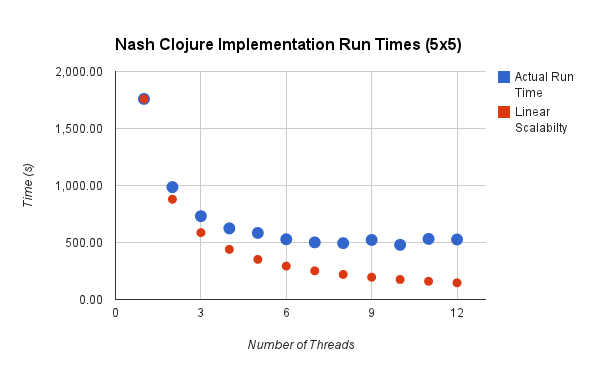 Nash Clojure Implementation Run Times (5x5)
2,000.00
1,500.00
1,000.00
500.00
0.00
Time (s)
0
3
6
9
12
Number of Threads
Actual Run
Time
Linear
Scalabilty